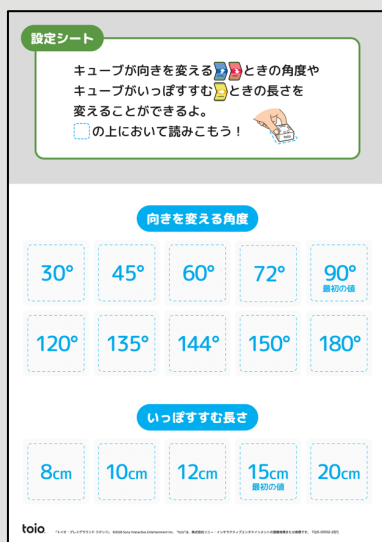 設定シート
キューブが向きを変えるときの角度や
キューブがいっぽすすむときの長さを
変えることができるよ。
の上において読みこもう!
向きを変える角度
30° 45° 60° 72° 90°
最初の値
120° 135° 144° 150° 180°
いっぽすすむ長さ
8cm 10cm 12cm 15cm 20cm
最初の値
toio